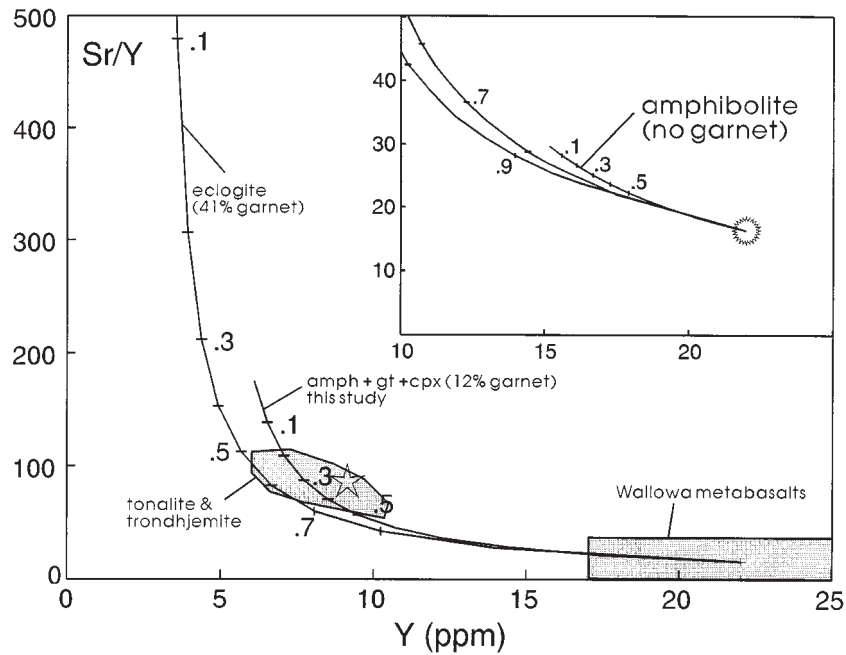 500
400
300
200
100
0
Sr/Y
.1
eclogite
(41% garnet)
.3
.5
tonalite &
trondhjemite
.7
amph + gt +cpx (12% garnet)
this study
.1
.3
.5
Wallowa metabasalts
0
5
10
15
20
25
Y (ppm)
40
30
20
10
10
15
20
.7
.9
amphibolite
(no garnet)
.1
.3
.5